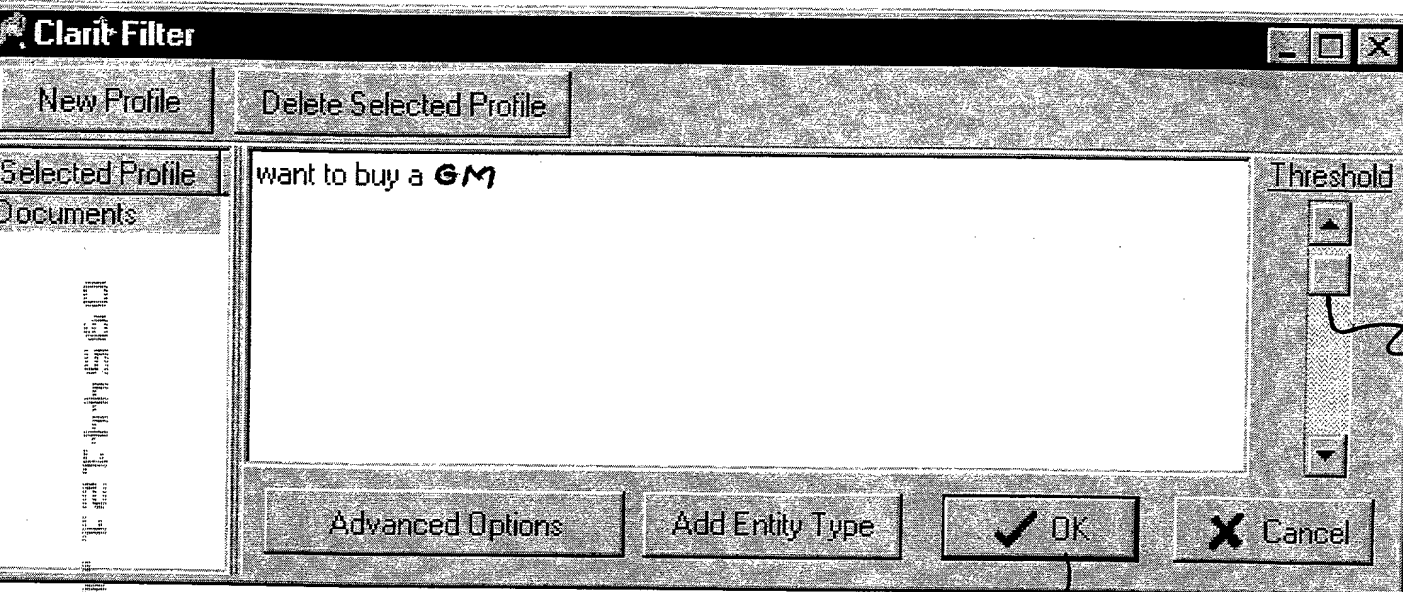 Clarit Filter
New Profile
Delete Selected Profile
Selected Profile
Documents
want to buy a GM
Threshold
Advanced Options
Add Entity Type
OK
Cancel